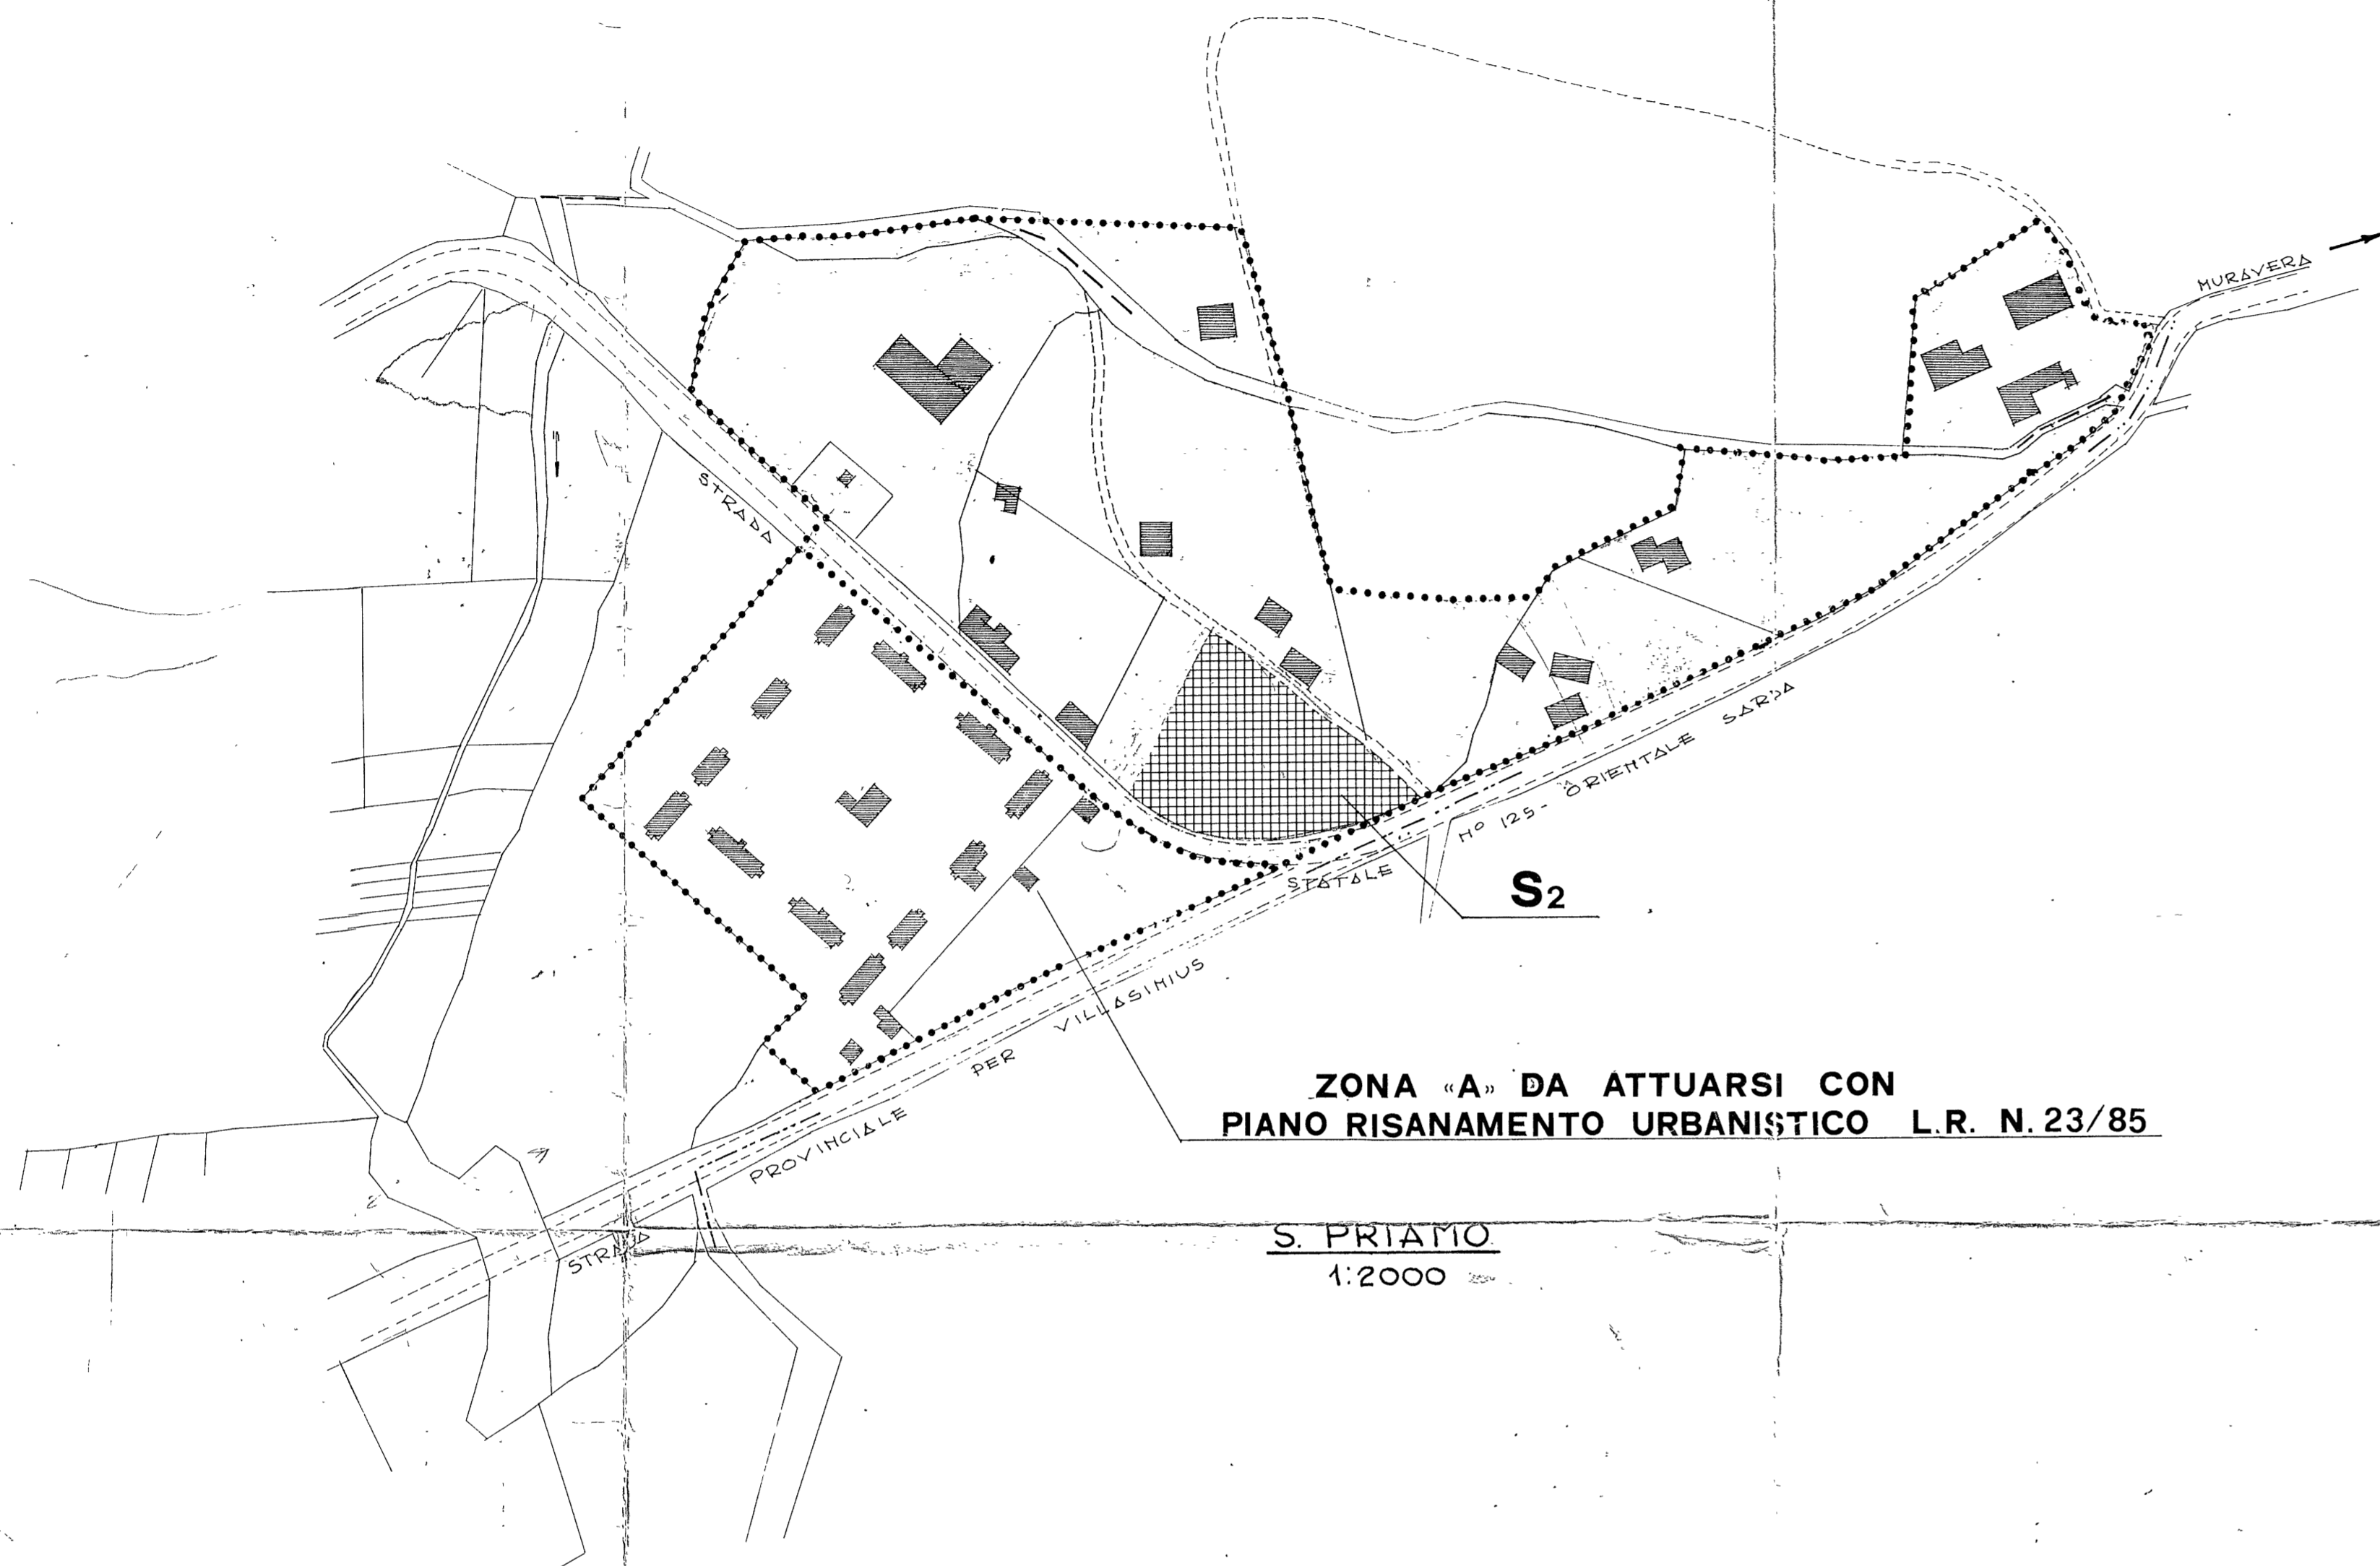 MURAVERA
STRADA
STATALE Nº 125 - ORIENTALE SARDA
S2
STRADA PROVINCIALE PER VILLASIMIUS
ZONA «A» DA ATTUARSI CON
PIANO RISANAMENTO URBANISTICO L.R. N. 23/85
S. PRIAMO
1:2000